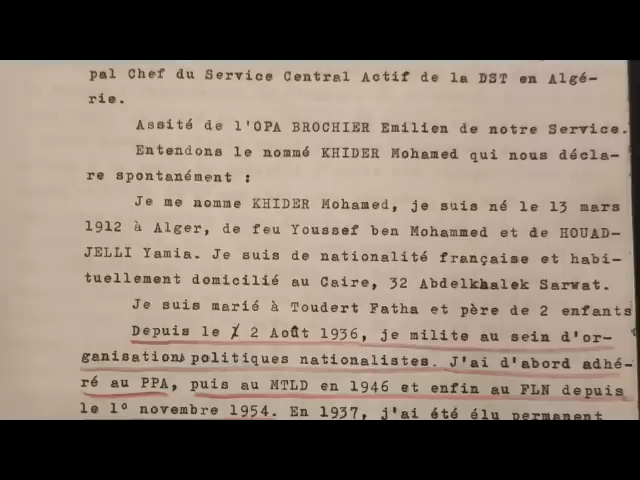 pal Chef du Service Central Actif de la DST en Algé-
rie.
Assité de l'OPA BROCHIER Emilien de notre Service.
Entendons le nommé KHIDER Mohamed qui nous décla-
re spontanément :
Je me nomme KHIDER Mohamed, je suis né le 13 mars
1912 à Alger, de feu Youssef ben Mohammed et de HOUAD-
JELLI Yamia. Je suis de nationalité française et habi-
tuellement domicilié au Caire, 32 Abdelkhalek Sarwat.
Je suis marié à Toudert Fatha et père de 2 enfants
Depuis le 2 Août 1936, je milite au sein d'or-
ganisations politiques nationalistes. J'ai d'abord adhé-
ré au PPA, puis au MTLD en 1946 et enfin au FLN depuis
le 1° novembre 1954. En 1937, j'ai été élu permanent